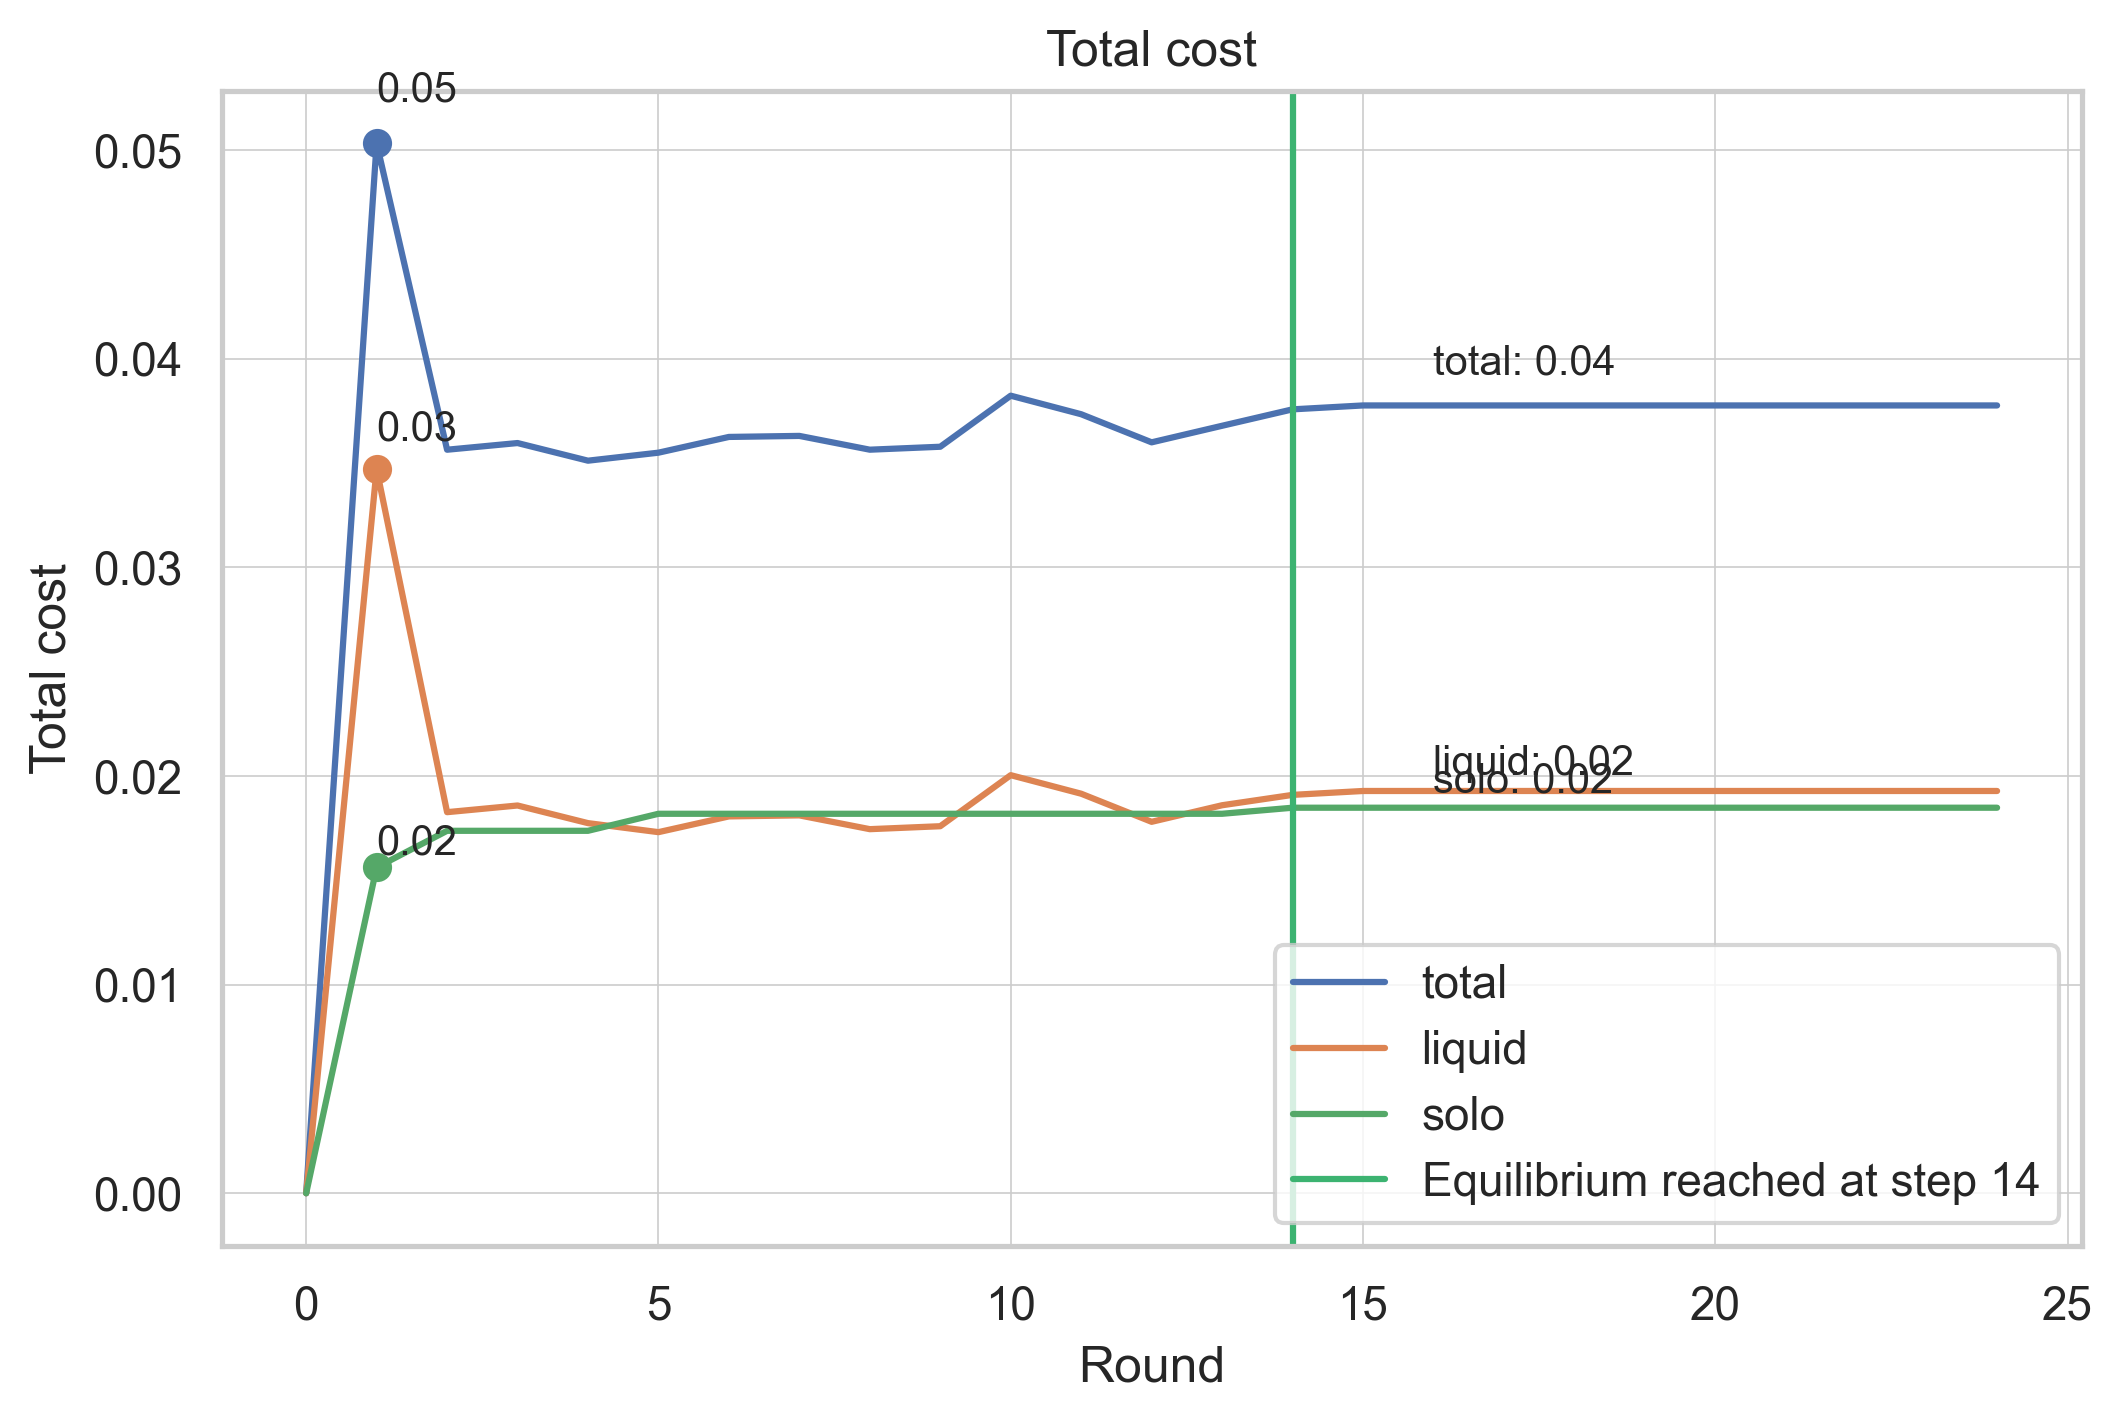 Total cost
0.05
0.05
0.04
total: 0.04
0.03
0.03
Total cost
0.02
liquid: 0.02
solo: 0.02
0.02
0.01
total
liquid
solo
0.00
Equilibrium reached at step 14
0 5 10 15 20 25
Round